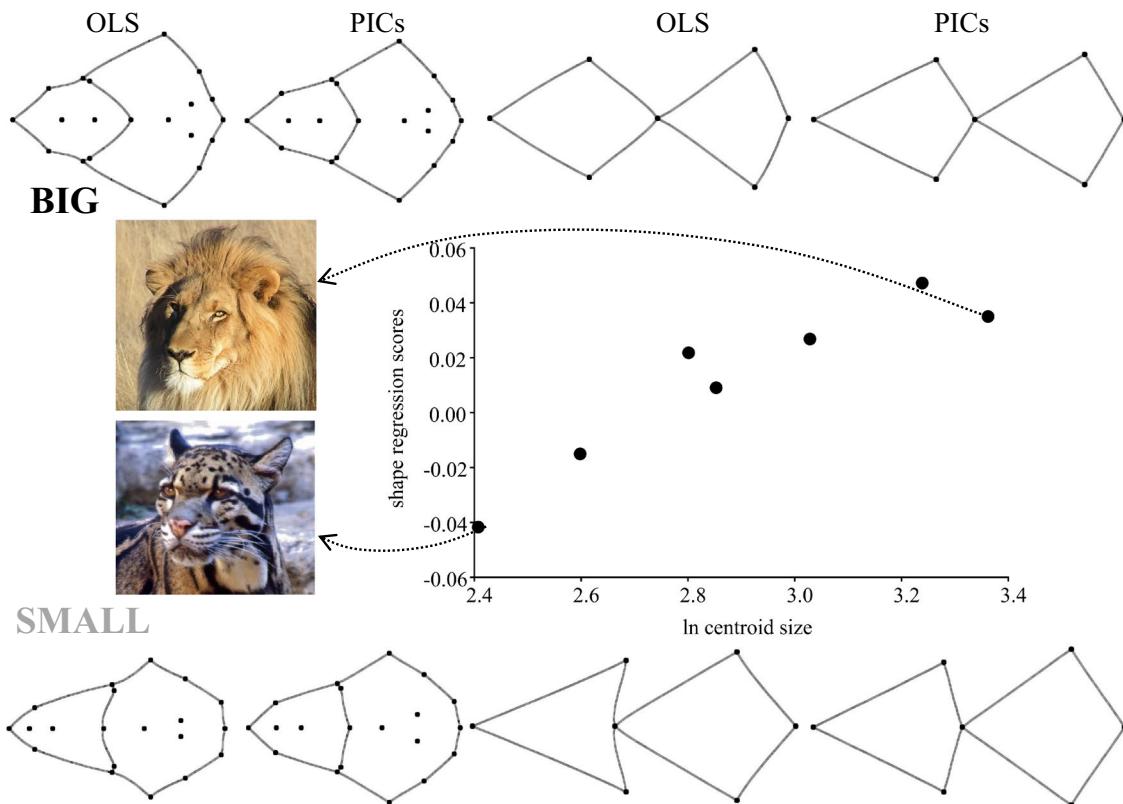 OLS PICs OLS PICs
BIG
0.06
0.04
0.02
0.00
-0.02
-0.04
-0.06
shape regression scores
2.4 2.6 2.8 3.0 3.2 3.4
ln centroid size
SMALL